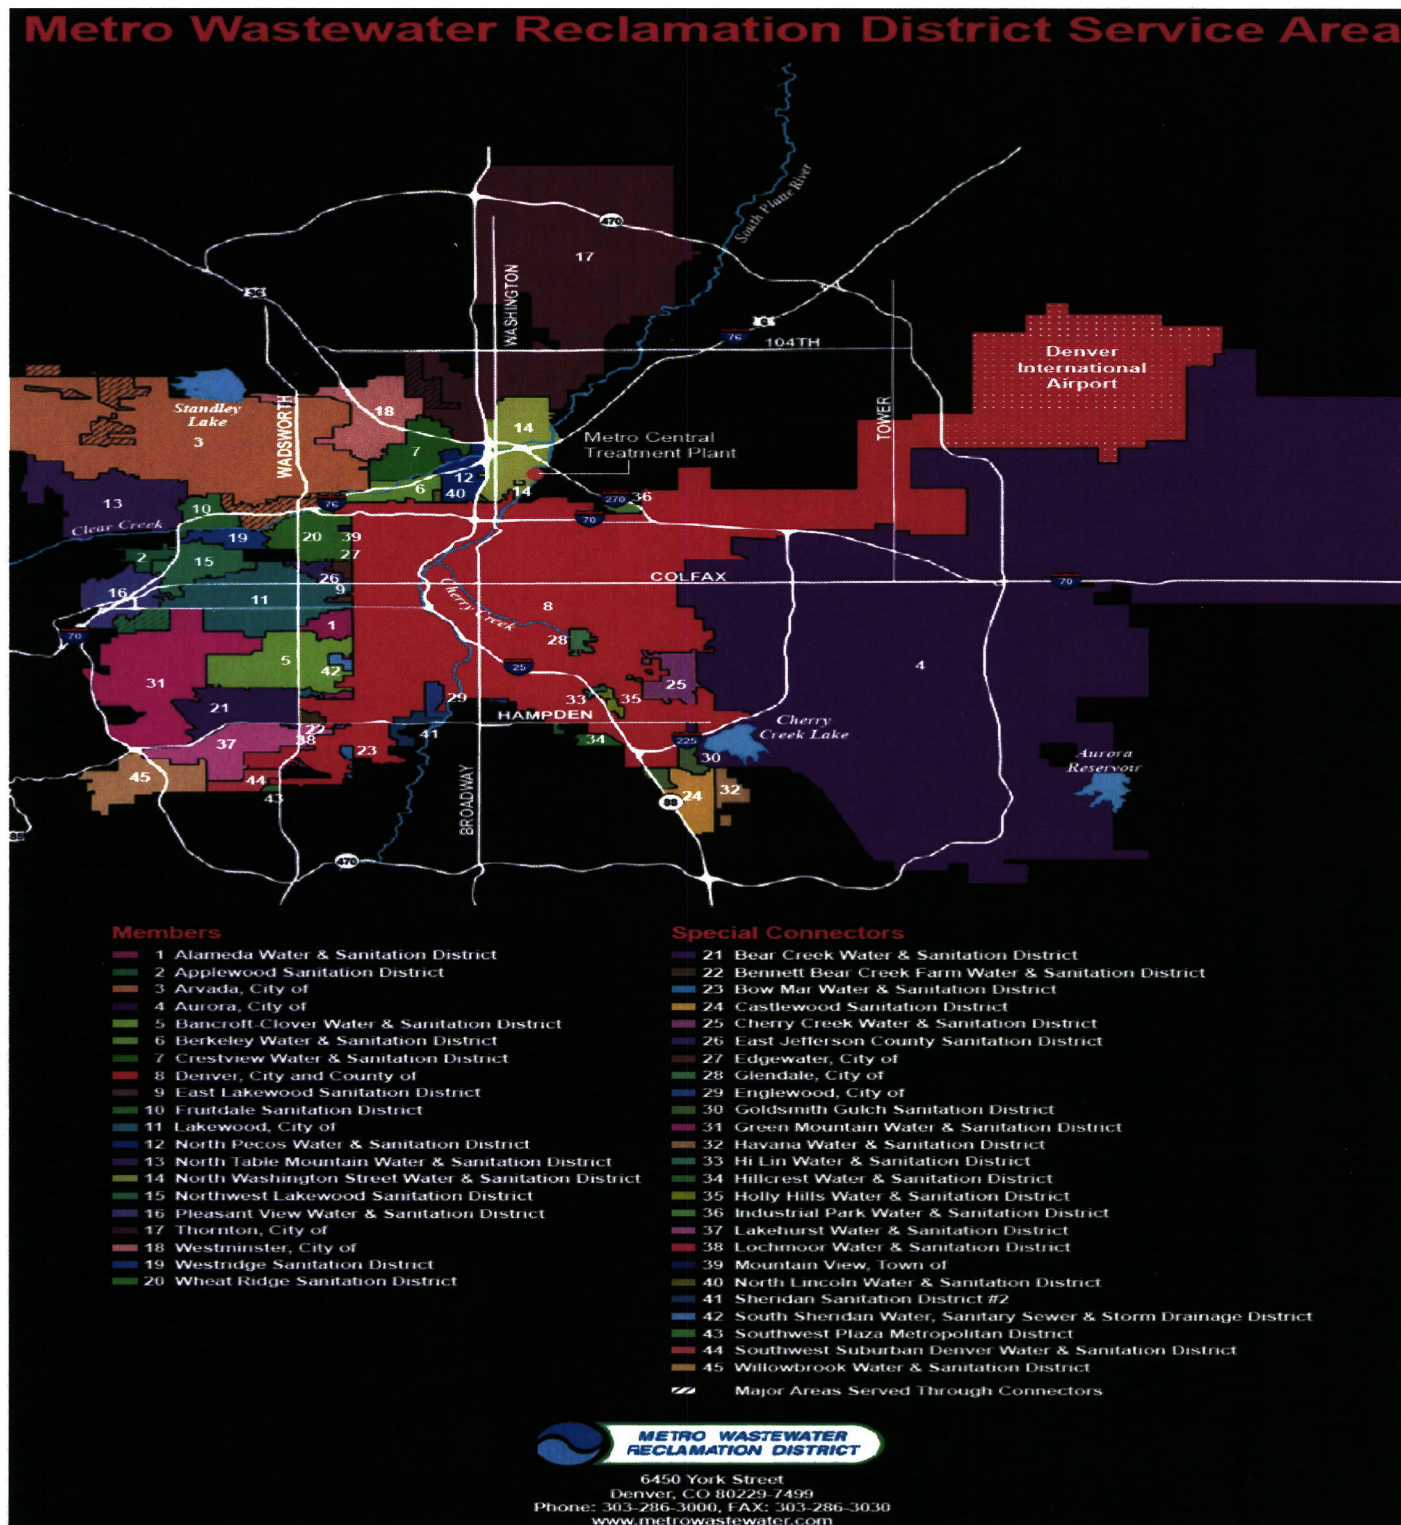 Metro Wastewater Reclamation District Service Area
South Platte River
470
17
WASHINGTON
36
76
104TH
Denver
International
Airport
Standley
Lake
WADSWORTH
18
3
14
TOWER
7
Metro Central
Treatment Plant
12
6
40
14
13
10
76
270
36
70
Clear Creek
19
20
39
2
15
27
26
9
16
11
COLFAX
70
Cherry Creek
8
1
70
28
5
42
25
4
31
25
29
33
35
21
HAMPDEN
22
38
41
Cherry
Creek Lake
37
23
34
225
30
Aurora
Reservoir
45
44
43
24
32
88
BROADWAY
470
Members
1 Alameda Water & Sanitation District
2 Applewood Sanitation District
3 Arvada, City of
4 Aurora, City of
5 Bancroft-Clover Water & Sanitation District
6 Berkeley Water & Sanitation District
7 Crestview Water & Sanitation District
8 Denver, City and County of
9 East Lakewood Sanitation District
10 Fruitdale Sanitation District
11 Lakewood, City of
12 North Pecos Water & Sanitation District
13 North Table Mountain Water & Sanitation District
14 North Washington Street Water & Sanitation District
15 Northwest Lakewood Sanitation District
16 Pleasant View Water & Sanitation District
17 Thornton, City of
18 Westminster, City of
19 Westridge Sanitation District
20 Wheat Ridge Sanitation District
Special Connectors
21 Bear Creek Water & Sanitation District
22 Bennett Bear Creek Farm Water & Sanitation District
23 Bow Mar Water & Sanitation District
24 Castlewood Sanitation District
25 Cherry Creek Water & Sanitation District
26 East Jefferson County Sanitation District
27 Edgewater, City of
28 Glendale, City of
29 Englewood, City of
30 Goldsmith Gulch Sanitation District
31 Green Mountain Water & Sanitation District
32 Havana Water & Sanitation District
33 Hi Lin Water & Sanitation District
34 Hillcrest Water & Sanitation District
35 Holly Hills Water & Sanitation District
36 Industrial Park Water & Sanitation District
37 Lakehurst Water & Sanitation District
38 Lochmoor Water & Sanitation District
39 Mountain View, Town of
40 North Lincoln Water & Sanitation District
41 Sheridan Sanitation District #2
42 South Sheridan Water, Sanitary Sewer & Storm Drainage District
43 Southwest Plaza Metropolitan District
44 Southwest Suburban Denver Water & Sanitation District
45 Willowbrook Water & Sanitation District
Major Areas Served Through Connectors
METRO WASTEWATER
RECLAMATION DISTRICT
6450 York Street
Denver, CO 80229-7499
Phone: 303-286-3000, FAX: 303-286-3030
www.metrowastewater.com